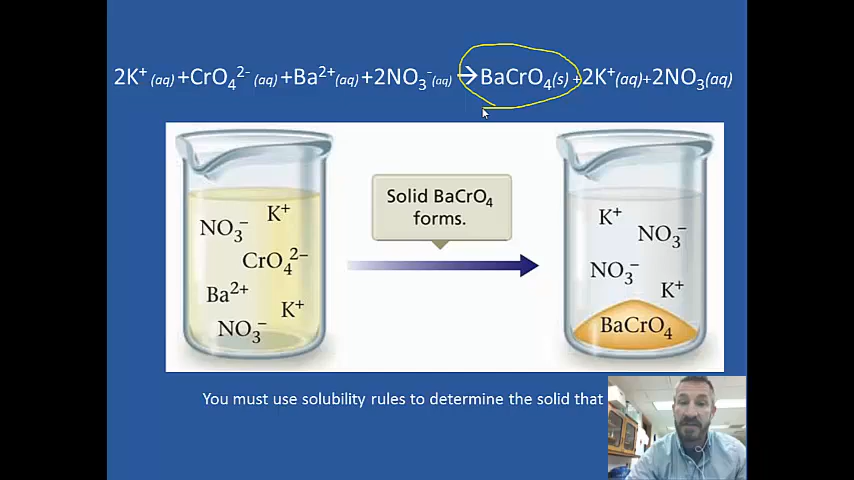 2K⁺ (aq) +CrO₄²⁻ (aq) +Ba²⁺(aq) +2NO₃⁻(aq) →BaCrO₄(s) +2K⁺(aq)+2NO₃(aq)
Solid BaCrO₄
forms.
NO₃⁻ K⁺
CrO₄²⁻
Ba²⁺
K⁺
NO₃⁻
K⁺
NO₃⁻
NO₃⁻
K⁺
BaCrO₄
You must use solubility rules to determine the solid that